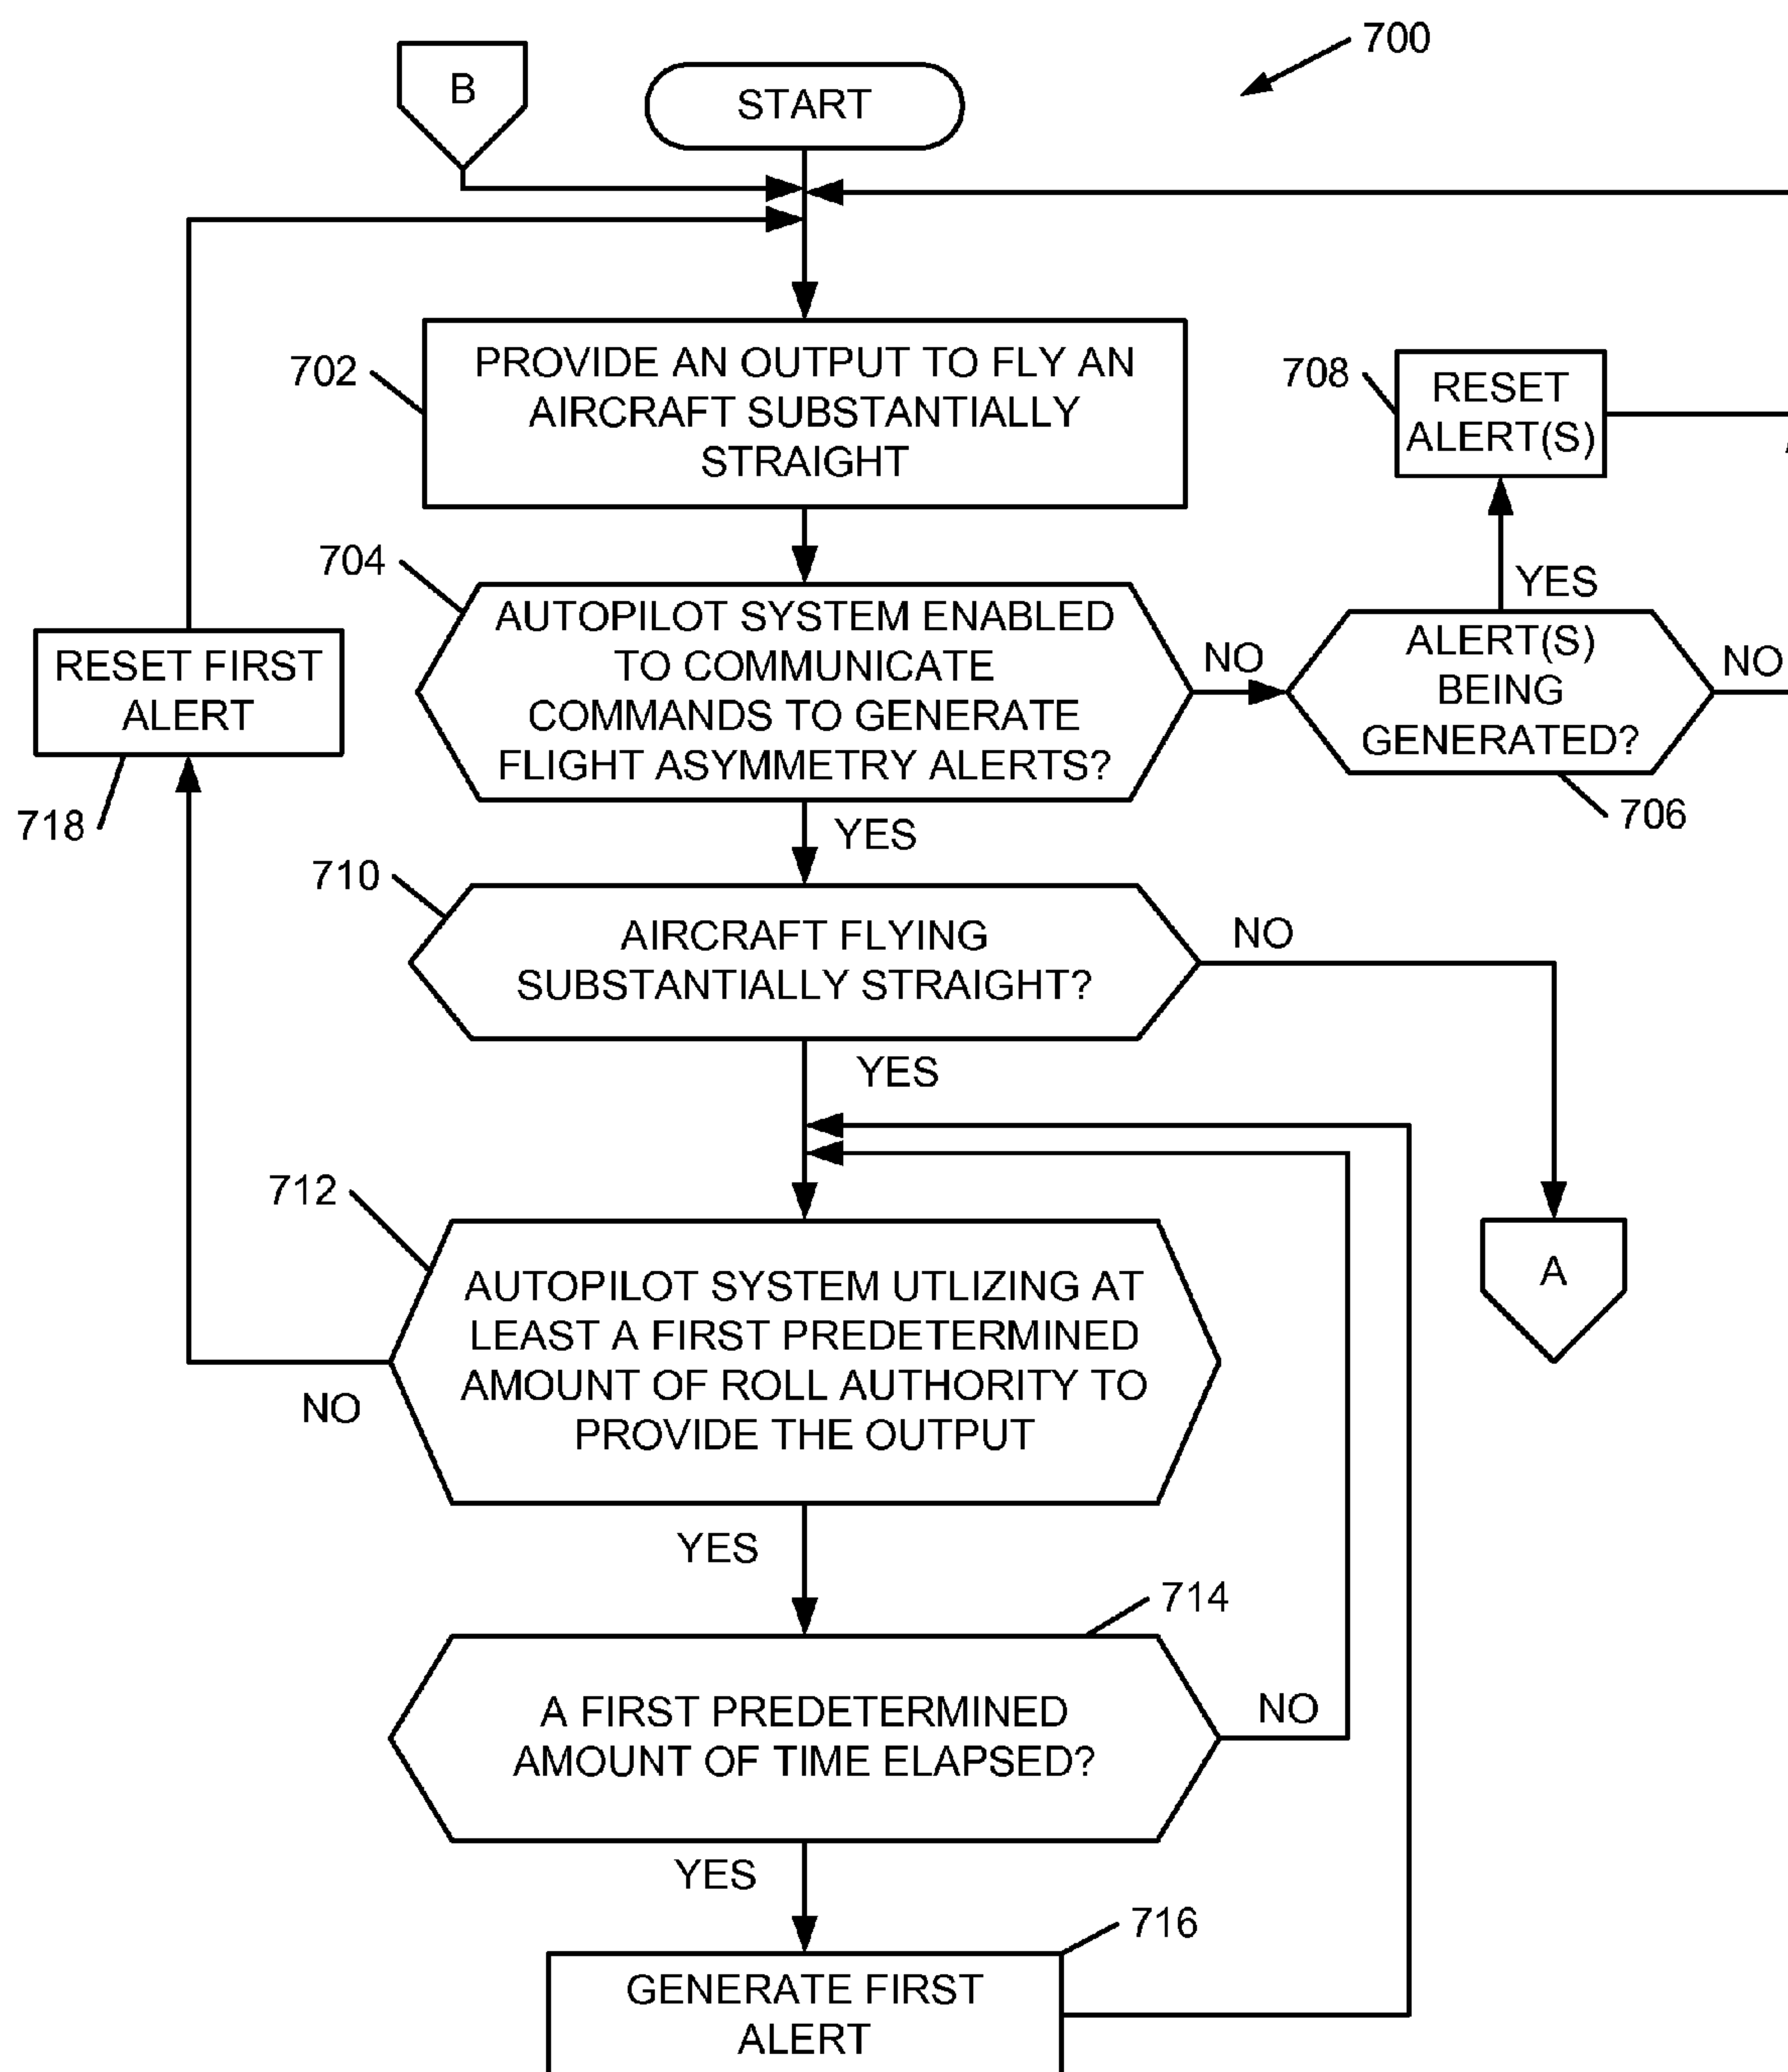 700
B
START
702
PROVIDE AN OUTPUT TO FLY AN
AIRCRAFT SUBSTANTIALLY
STRAIGHT
708
RESET
ALERT(S)
704
AUTOPILOT SYSTEM ENABLED
TO COMMUNICATE
COMMANDS TO GENERATE
FLIGHT ASYMMETRY ALERTS?
NO
YES
ALERT(S)
BEING
GENERATED?
NO
706
RESET FIRST
ALERT
718
YES
710
AIRCRAFT FLYING
SUBSTANTIALLY STRAIGHT?
NO
YES
A
712
AUTOPILOT SYSTEM UTLIZING AT
LEAST A FIRST PREDETERMINED
AMOUNT OF ROLL AUTHORITY TO
PROVIDE THE OUTPUT
NO
YES
714
A FIRST PREDETERMINED
AMOUNT OF TIME ELAPSED?
NO
YES
716
GENERATE FIRST
ALERT